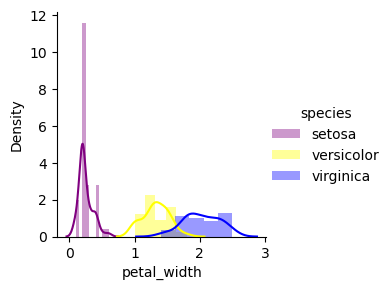 12
10
8
6
4
2
0
Density
0 1 2 3
petal_width
species
setosa
versicolor
virginica